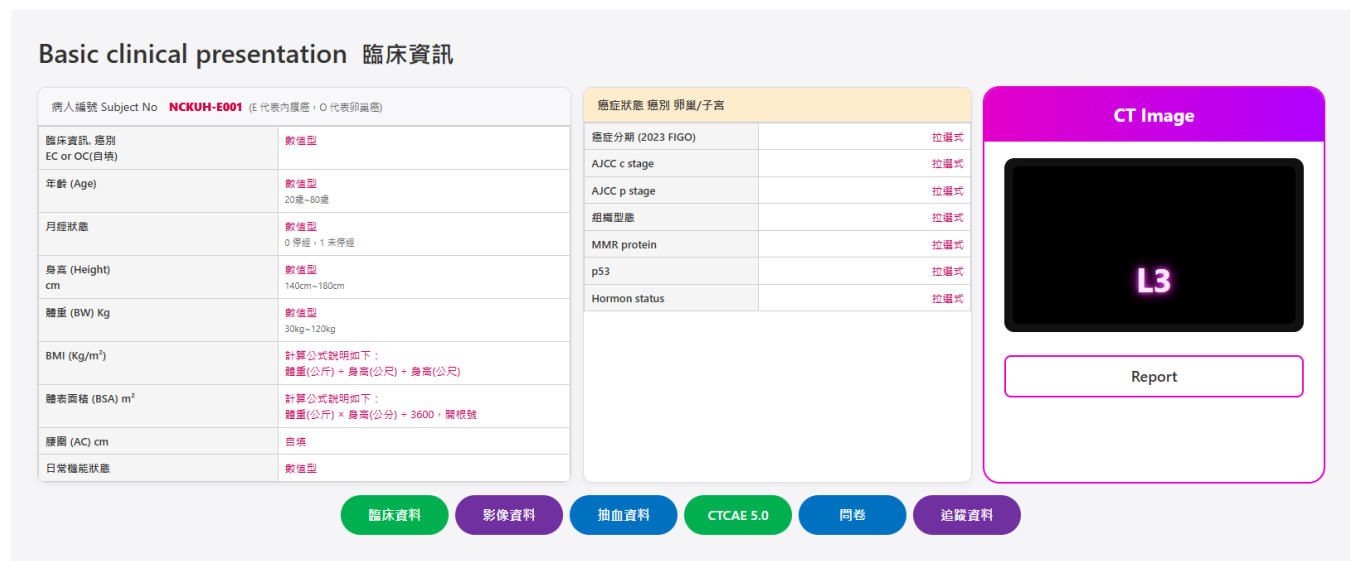 Basic clinical presentation 臨床資訊
病人編號 Subject No NCKUH-E001 (E 代表內膜癌，O 代表卵巢癌)
臨床資訊, 癌別
EC or OC(自填)
數值型
年齡 (Age)
數值型
20歲~80歲
月經狀態
數值型
0 停經，1 未停經
身高 (Height)
cm
數值型
140cm~180cm
體重 (BW) Kg
數值型
30kg~120kg
BMI (Kg/m²)
計算公式說明如下：
體重(公斤) ÷ 身高(公尺) ÷ 身高(公尺)
體表面積 (BSA) m²
計算公式說明如下：
體重(公斤) × 身高(公分) ÷ 3600，開根號
腰圍 (AC) cm
自填
日常機能狀態
數值型
癌症狀態 癌別 卵巢/子宮
癌症分期 (2023 FIGO)
拉選式
AJCC c stage
拉選式
AJCC p stage
拉選式
組織型態
拉選式
MMR protein
拉選式
p53
拉選式
Hormon status
拉選式
CT Image
L3
Report
臨床資料
影像資料
抽血資料
CTCAE 5.0
問卷
追蹤資料